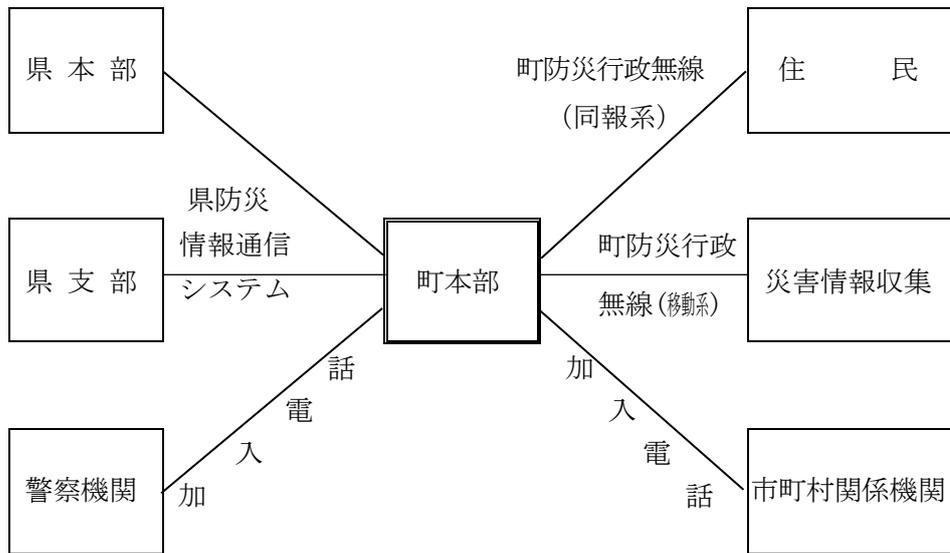 県 本 部
町防災行政無線
(同報系)
住 民
県防災
情報通信
システム
県 支 部
町本部
町防災行政
無線(移動系)
災害情報収集
加入電話
警察機関
加入電話
市町村関係機関